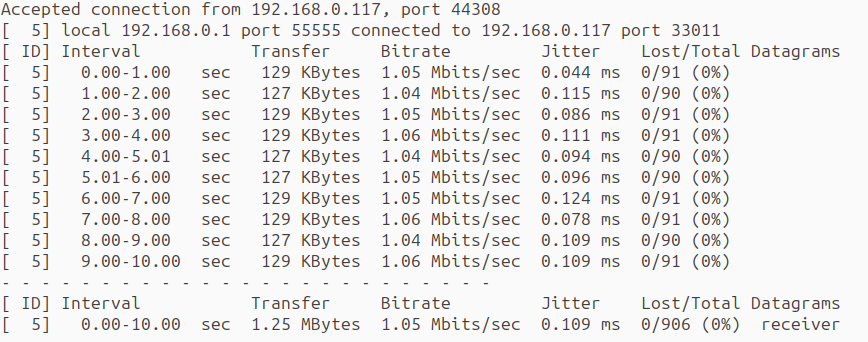 Accepted connection from 192.168.0.117, port 44308
[  5] local 192.168.0.1 port 55555 connected to 192.168.0.117 port 33011
[ ID] Interval           Transfer     Bitrate         Jitter    Lost/Total Datagrams
[  5]   0.00-1.00   sec   129 KBytes  1.05 Mbits/sec  0.044 ms  0/91 (0%)
[  5]   1.00-2.00   sec   127 KBytes  1.04 Mbits/sec  0.115 ms  0/90 (0%)
[  5]   2.00-3.00   sec   129 KBytes  1.05 Mbits/sec  0.086 ms  0/91 (0%)
[  5]   3.00-4.00   sec   129 KBytes  1.06 Mbits/sec  0.111 ms  0/91 (0%)
[  5]   4.00-5.01   sec   127 KBytes  1.04 Mbits/sec  0.094 ms  0/90 (0%)
[  5]   5.01-6.00   sec   127 KBytes  1.05 Mbits/sec  0.096 ms  0/90 (0%)
[  5]   6.00-7.00   sec   129 KBytes  1.05 Mbits/sec  0.124 ms  0/91 (0%)
[  5]   7.00-8.00   sec   129 KBytes  1.06 Mbits/sec  0.078 ms  0/91 (0%)
[  5]   8.00-9.00   sec   127 KBytes  1.04 Mbits/sec  0.109 ms  0/90 (0%)
[  5]   9.00-10.00  sec   129 KBytes  1.06 Mbits/sec  0.109 ms  0/91 (0%)
- - - - - - - - - - - - - - - - - - - - - - - - -
[ ID] Interval           Transfer     Bitrate         Jitter    Lost/Total Datagrams
[  5]   0.00-10.00  sec  1.25 MBytes  1.05 Mbits/sec  0.109 ms  0/906 (0%)  receiver